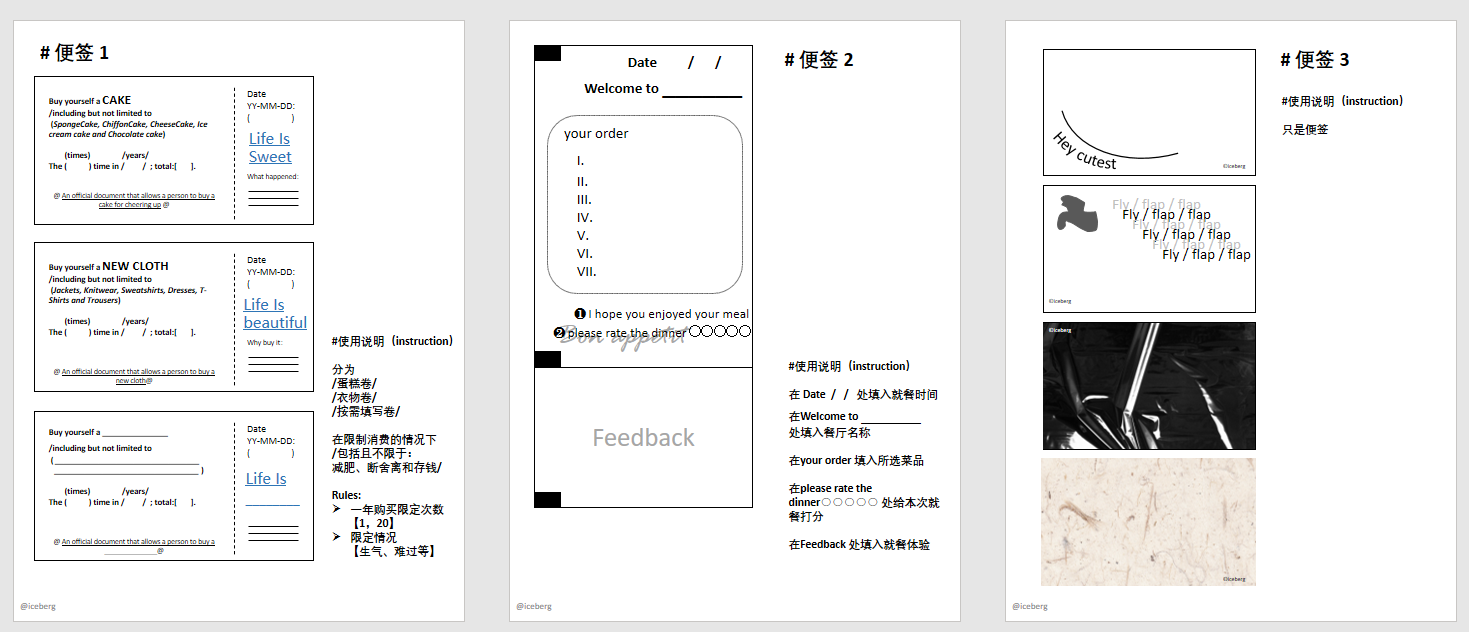 # 便签 1
Buy yourself a CAKE
/including but not limited to
(SpongeCake, ChiffonCake, CheeseCake, Ice
cream cake and Chocolate cake)
(times) /years/
The ( ) time in / / ; total:[ ].
@ An official document that allows a person to buy a
cake for cheering up @
Date
YY-MM-DD:
( )
Life Is
Sweet
What happened:
Buy yourself a NEW CLOTH
/including but not limited to
(Jackets, Knitwear, Sweatshirts, Dresses, T-
Shirts and Trousers)
(times) /years/
The ( ) time in / / ; total:[ ].
@ An official document that allows a person to buy a
new cloth@
Date
YY-MM-DD:
( )
Life Is
beautiful
Why buy it:
Buy yourself a ____________
/including but not limited to
( ____________
____________ )
(times) /years/
The ( ) time in / / ; total:[ ].
@ An official document that allows a person to buy a
____________@
Date
YY-MM-DD:
( )
Life Is
#使用说明（instruction）
分为
/蛋糕卷/
/衣物卷/
/按需填写卷/
在限制消费的情况下
/包括且不限于：
减肥、断舍离和存钱/
Rules:
➢ 一年购买限定次数
【1，20】
➢ 限定情况
【生气、难过等】
@iceberg
# 便签 2
Date / /
Welcome to __________
your order
I.
II.
III.
IV.
V.
VI.
VII.
❶ I hope you enjoyed your meal
❷ please rate the dinner○○○○○
Bon appetit
Feedback
#使用说明（instruction）
在 Date / / 处填入就餐时间
在Welcome to __________
处填入餐厅名称
在your order 填入所选菜品
在please rate the
dinner○○○○○ 处给本次就
餐打分
在Feedback 处填入就餐体验
@iceberg
# 便签 3
#使用说明（instruction）
只是便签
Hey cutest
©iceberg
Fly / flap / flap
Fly / flap / flap
Fly / flap / flap
Fly / flap / flap
Fly / flap / flap
Fly / flap / flap
©iceberg
©iceberg
©iceberg
@iceberg